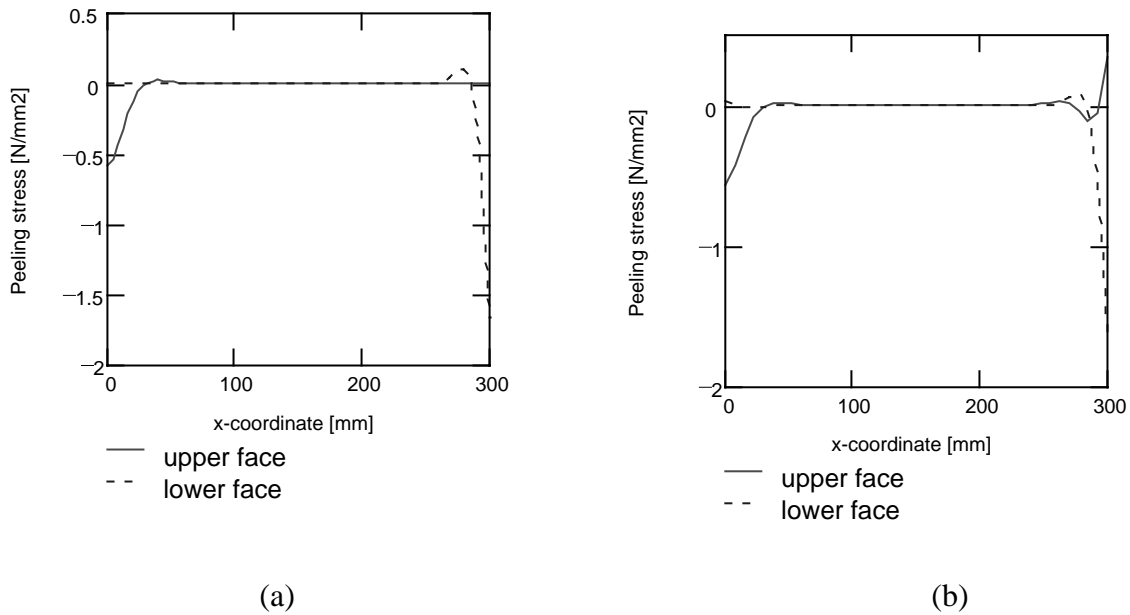 0.5
0
−0.5
−1
−1.5
−2
0
100
200
300
Peeling stress [N/mm2]
x-coordinate [mm]
upper face
lower face
(a)
0
−1
−2
0
100
200
300
Peeling stress [N/mm2]
x-coordinate [mm]
upper face
lower face
(b)